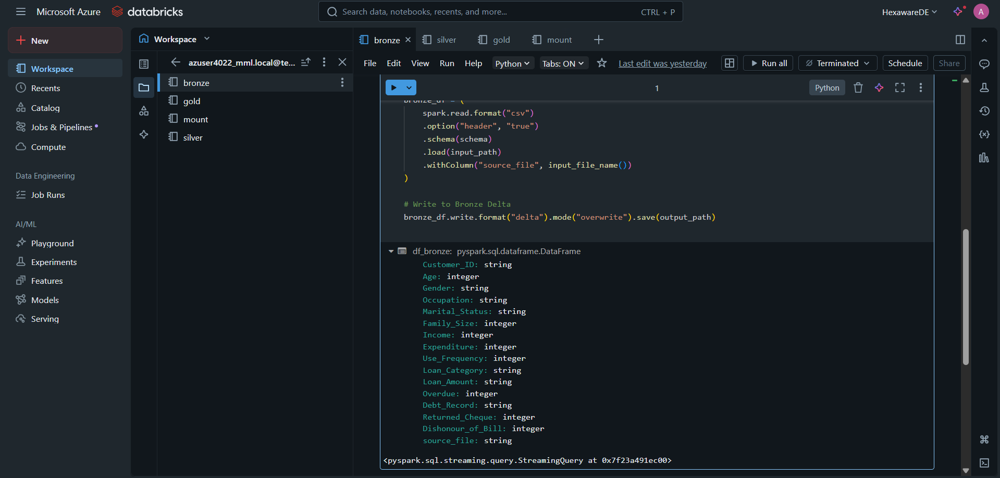 Microsoft Azure
databricks
Search data, notebooks, recents, and more...
CTRL + P
HexawareDE
A
New
Workspace
Recents
Catalog
Jobs & Pipelines
Compute
Data Engineering
Job Runs
AI/ML
Playground
Experiments
Features
Models
Serving
Workspace
azuser4022_mml.local@te...
bronze
gold
mount
silver
bronze
silver
gold
mount
File
Edit
View
Run
Help
Python
Tabs: ON
Last edit was yesterday
Run all
Terminated
Schedule
Share
1
Python
bronze_df = (
spark.read.format("csv")
.option("header", "true")
.schema(schema)
.load(input_path)
.withColumn("source_file", input_file_name())
)
# Write to Bronze Delta
bronze_df.write.format("delta").mode("overwrite").save(output_path)
df_bronze: pyspark.sql.dataframe.DataFrame
Customer_ID: string
Age: integer
Gender: string
Occupation: string
Marital_Status: string
Family_Size: integer
Income: integer
Expenditure: integer
Use_Frequency: integer
Loan_Category: string
Loan_Amount: string
Overdue: integer
Debt_Record: string
Returned_Cheque: integer
Dishonour_of_Bill: integer
source_file: string
<pyspark.sql.streaming.query.StreamingQuery at 0x7f23a491ec00>